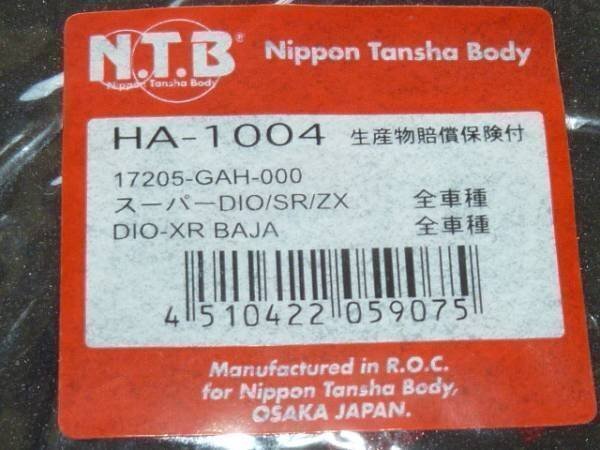 N.T.B® Nippon Tansha Body
Nippon Tansha Body
HA-1004 生産物賠償保険付
17205-GAH-000
スーパーDIO/SR/ZX 全車種
DIO-XR BAJA 全車種
4 510422 059075
Manufactured in R.O.C.
for Nippon Tansha Body,
OSAKA JAPAN.